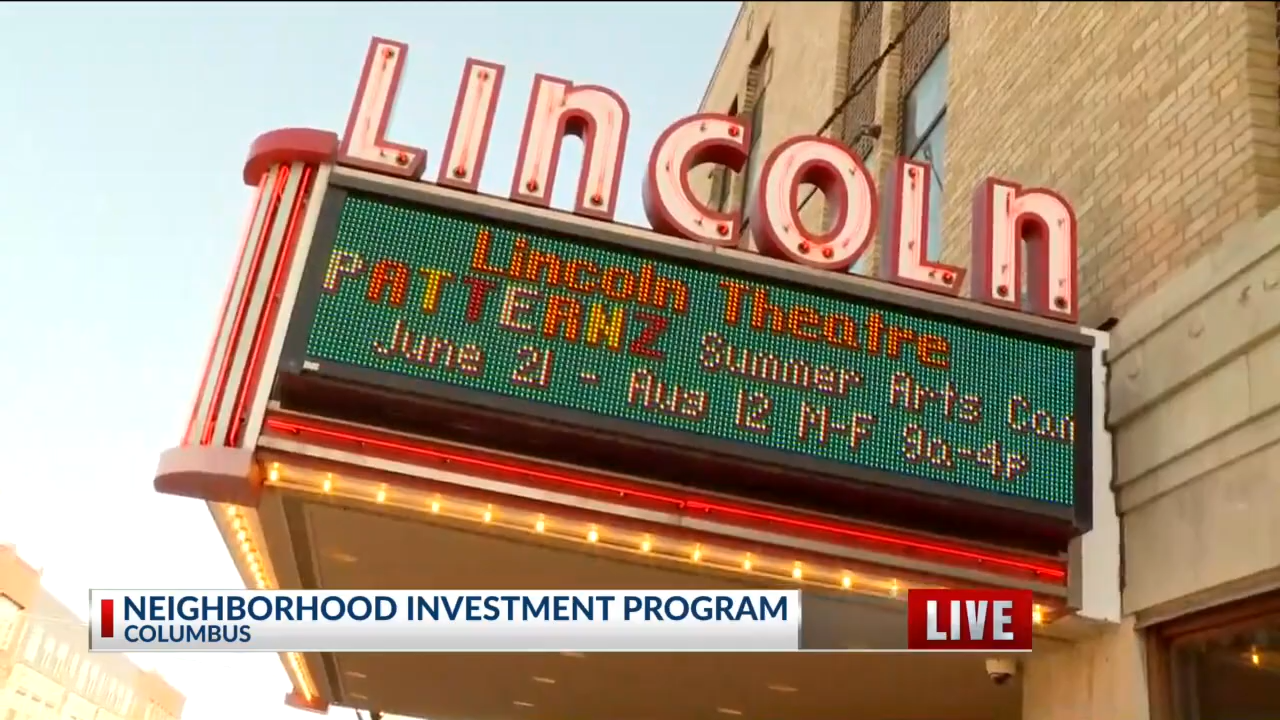 LINCOLN
Lincoln Theatre
PATTERNZ Summer Arts
June 21 - Aug 12 M-F 9a-4p
NEIGHBORHOOD INVESTMENT PROGRAM
COLUMBUS
LIVE